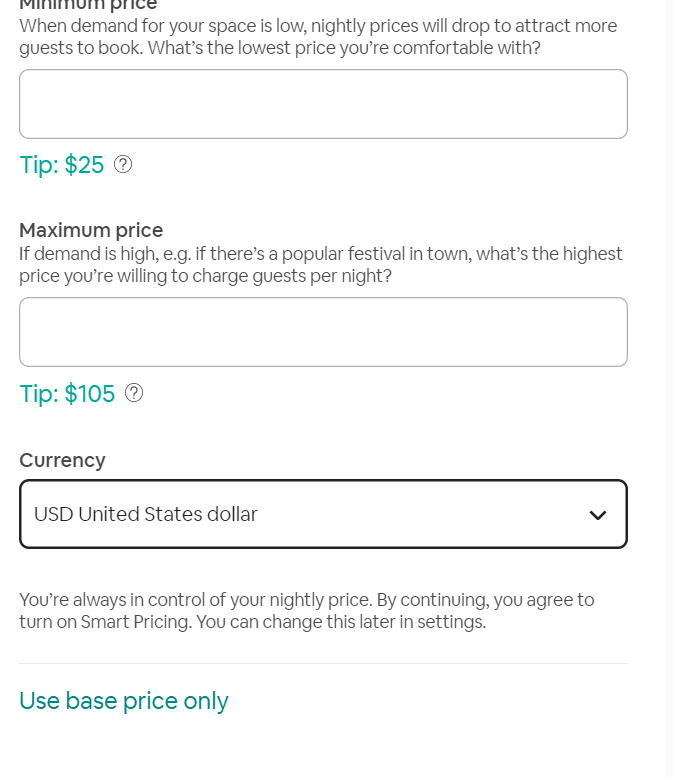 Minimum price
When demand for your space is low, nightly prices will drop to attract more
guests to book. What’s the lowest price you’re comfortable with?
Tip: $25 ?
Maximum price
If demand is high, e.g. if there’s a popular festival in town, what’s the highest
price you’re willing to charge guests per night?
Tip: $105 ?
Currency
USD United States dollar
You’re always in control of your nightly price. By continuing, you agree to
turn on Smart Pricing. You can change this later in settings.
Use base price only